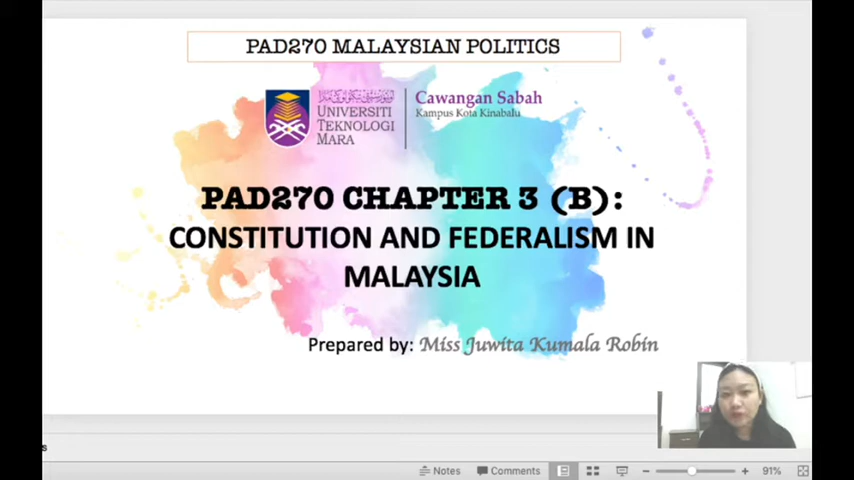 PAD270 MALAYSIAN POLITICS
UNIVERSITI
TEKNOLOGI
MARA
Cawangan Sabah
Kampus Kota Kinabalu
PAD270 CHAPTER 3 (B):
CONSTITUTION AND FEDERALISM IN
MALAYSIA
Prepared by: Miss Juwita Kumala Robin
Notes Comments 91%